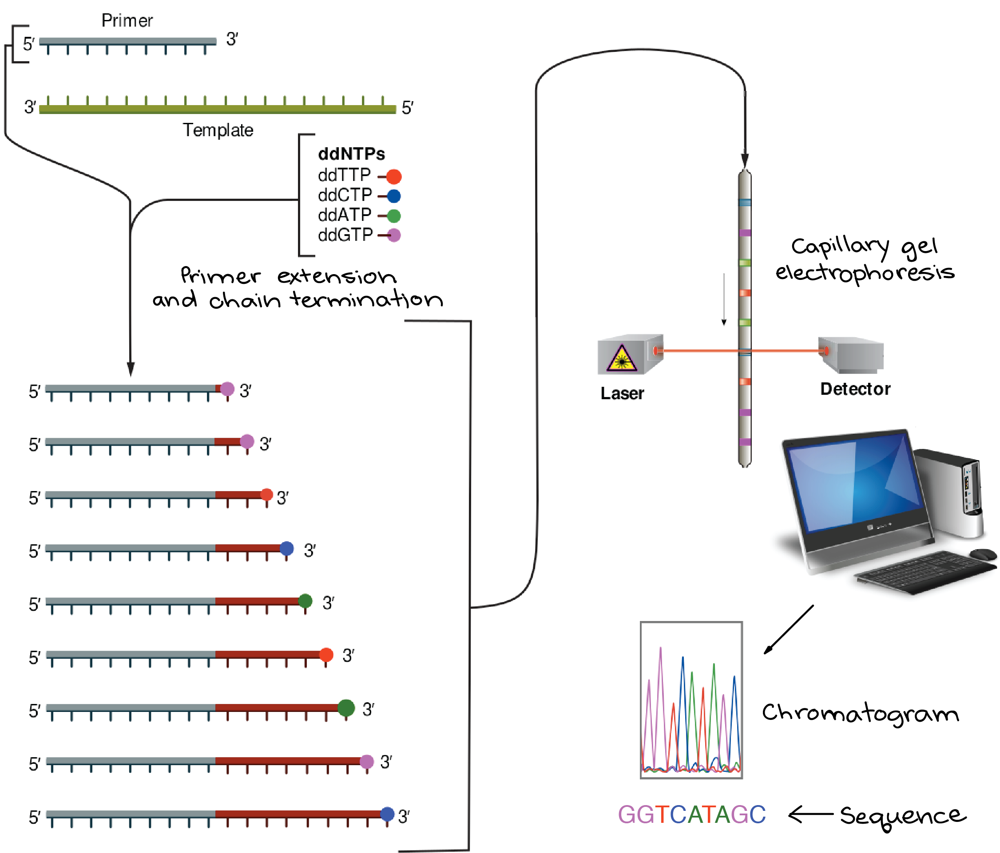 Primer
5′ 3′
3′ 5′
Template
ddNTPs
ddTTP
ddCTP
ddATP
ddGTP
Primer extension
and chain termination
5′ 3′
5′ 3′
5′ 3′
5′ 3′
5′ 3′
5′ 3′
5′ 3′
5′ 3′
5′ 3′
Capillary gel
electrophoresis
Laser
Detector
Chromatogram
GGTCATAGC
Sequence